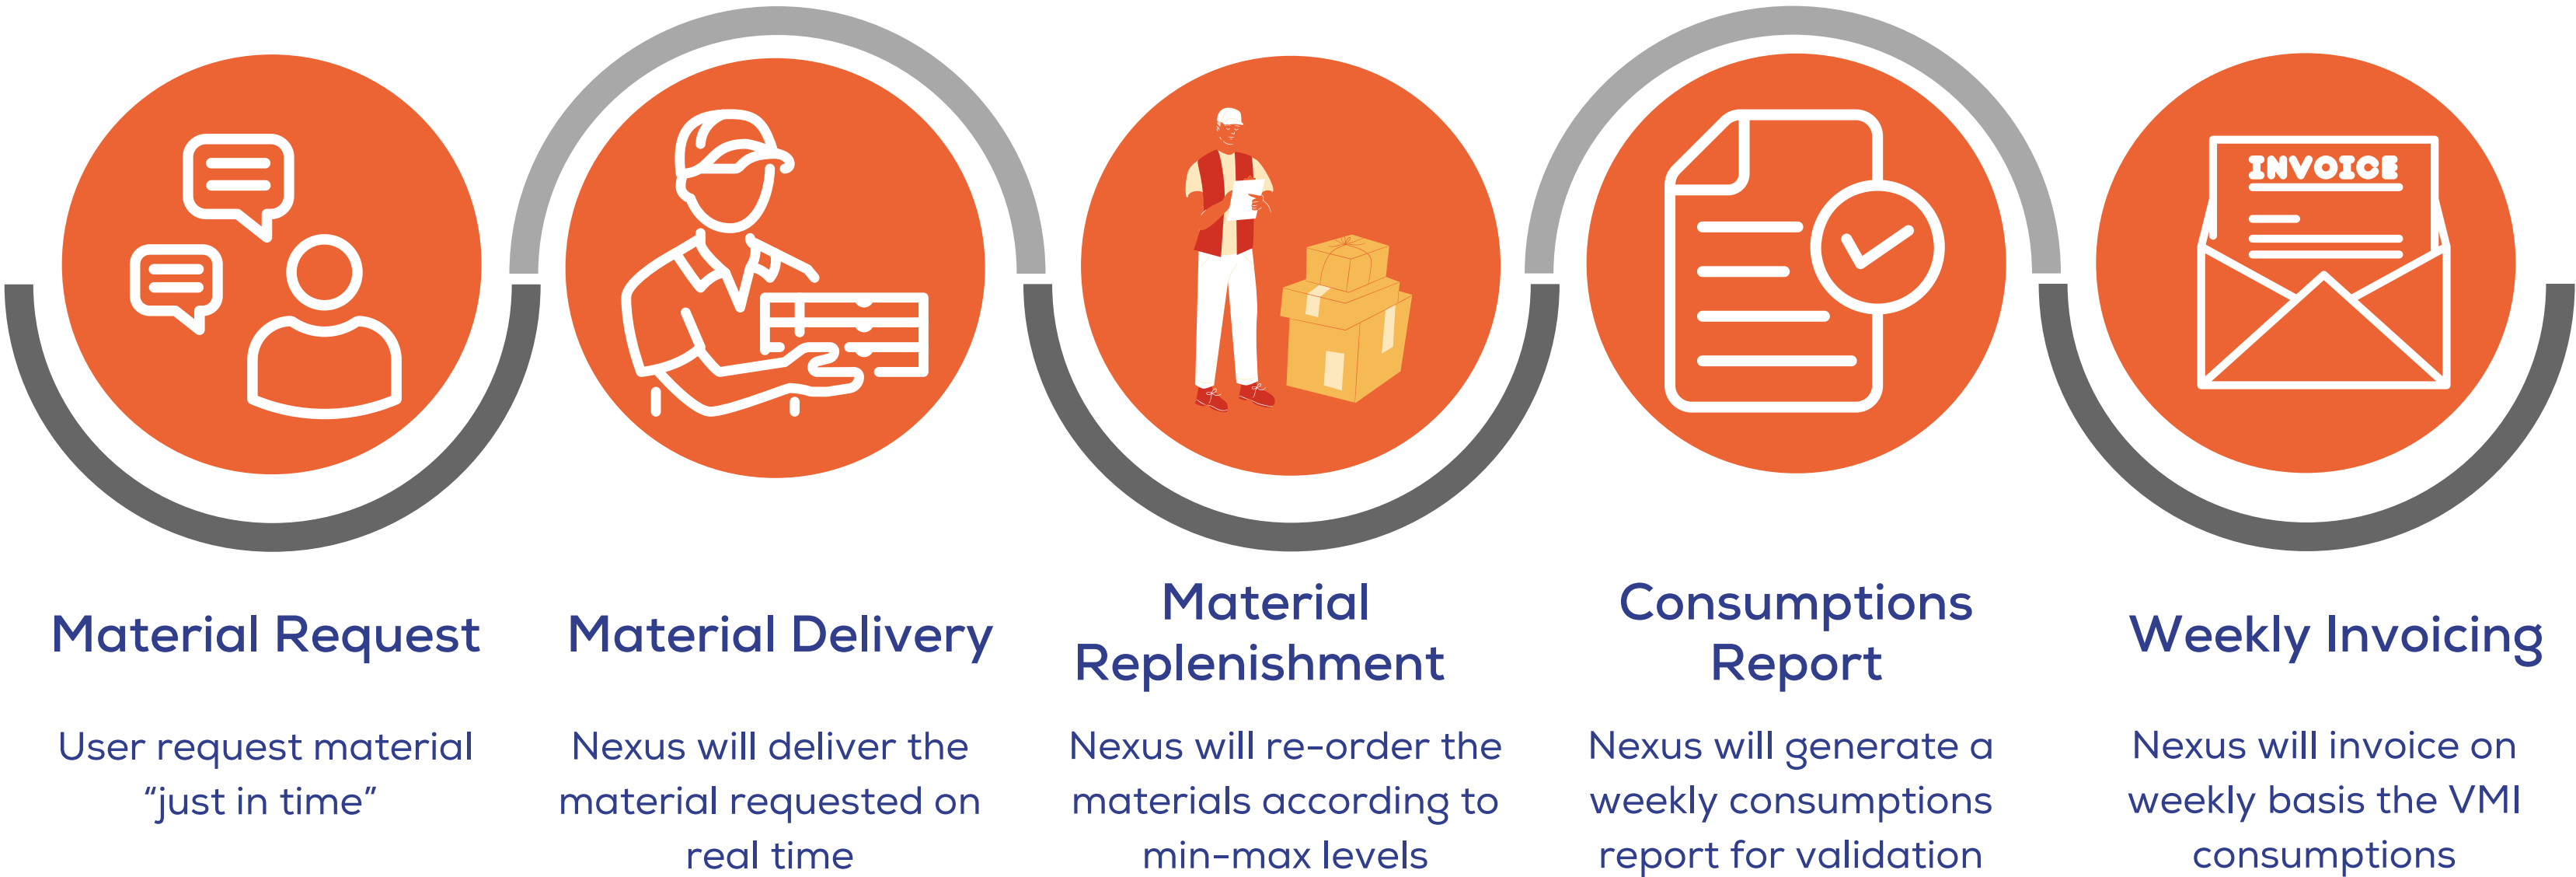 INVOICE
Material Request
User request material
“just in time”
Material Delivery
Nexus will deliver the
material requested on
real time
Material
Replenishment
Nexus will re-order the
materials according to
min-max levels
Consumptions
Report
Nexus will generate a
weekly consumptions
report for validation
Weekly Invoicing
Nexus will invoice on
weekly basis the VMI
consumptions